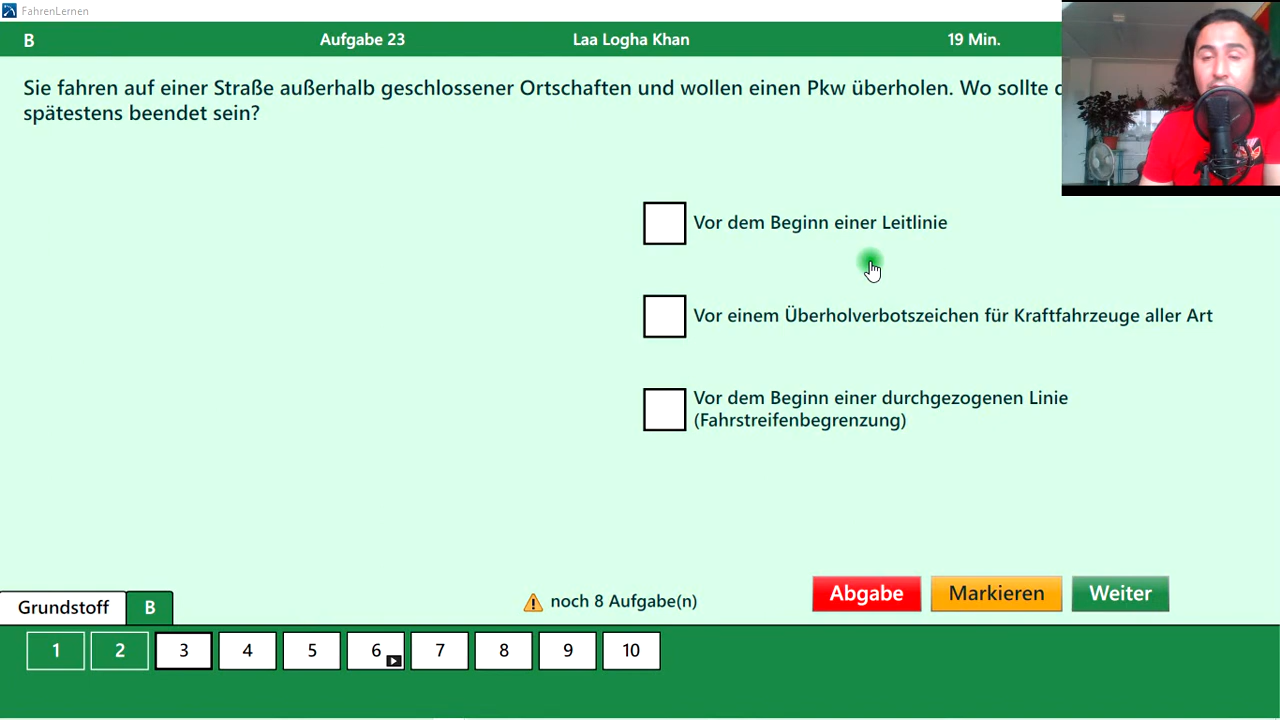 FahrenLernen
B
Aufgabe 23
Laa Logha Khan
19 Min.
Sie fahren auf einer Straße außerhalb geschlossener Ortschaften und wollen einen Pkw überholen. Wo sollte
spätestens beendet sein?
Vor dem Beginn einer Leitlinie
Vor einem Überholverbotszeichen für Kraftfahrzeuge aller Art
Vor dem Beginn einer durchgezogenen Linie
(Fahrstreifenbegrenzung)
Grundstoff
B
noch 8 Aufgabe(n)
Abgabe
Markieren
Weiter
1
2
3
4
5
6
7
8
9
10